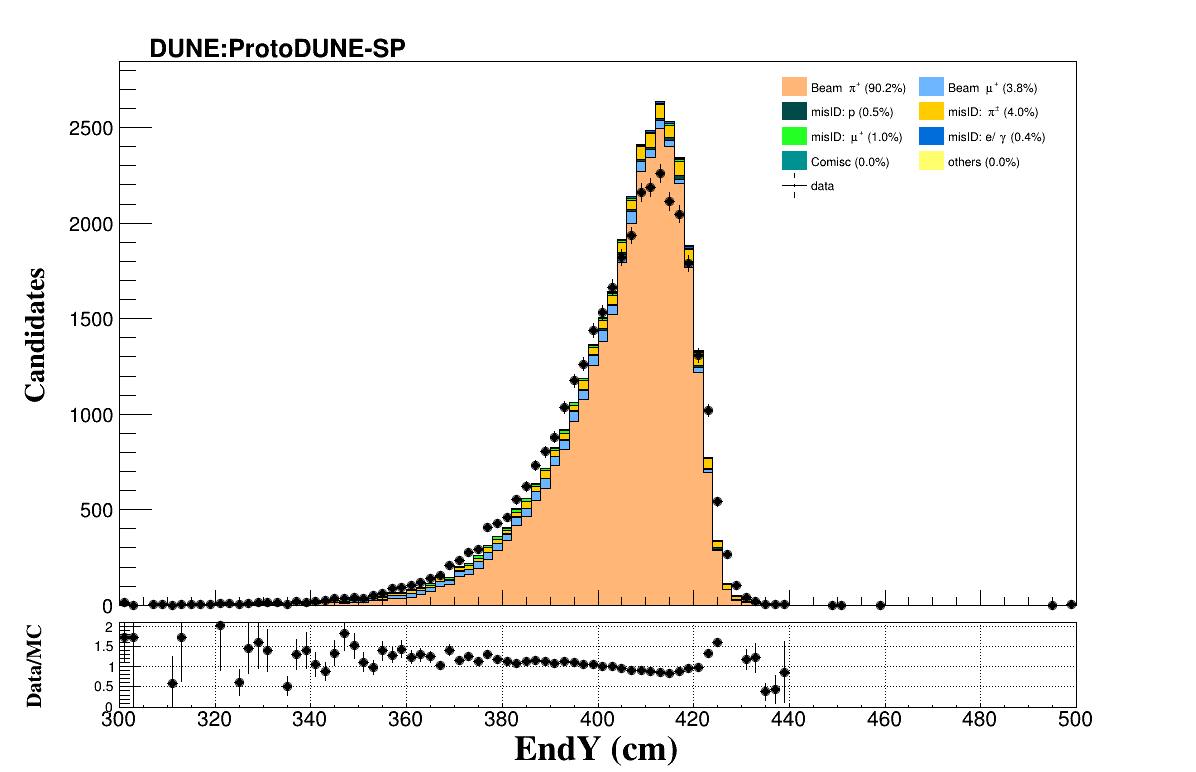 DUNE:ProtoDUNE-SP
Beam π⁺ (90.2%)
Beam μ⁺ (3.8%)
misID: p (0.5%)
misID: π± (4.0%)
misID: μ⁺ (1.0%)
misID: e/ γ (0.4%)
Comisc (0.0%)
others (0.0%)
data
Candidates
2500
2000
1500
1000
500
0
Data/MC
2
1.5
1
0.5
0
300 320 340 360 380 400 420 440 460 480 500
EndY (cm)